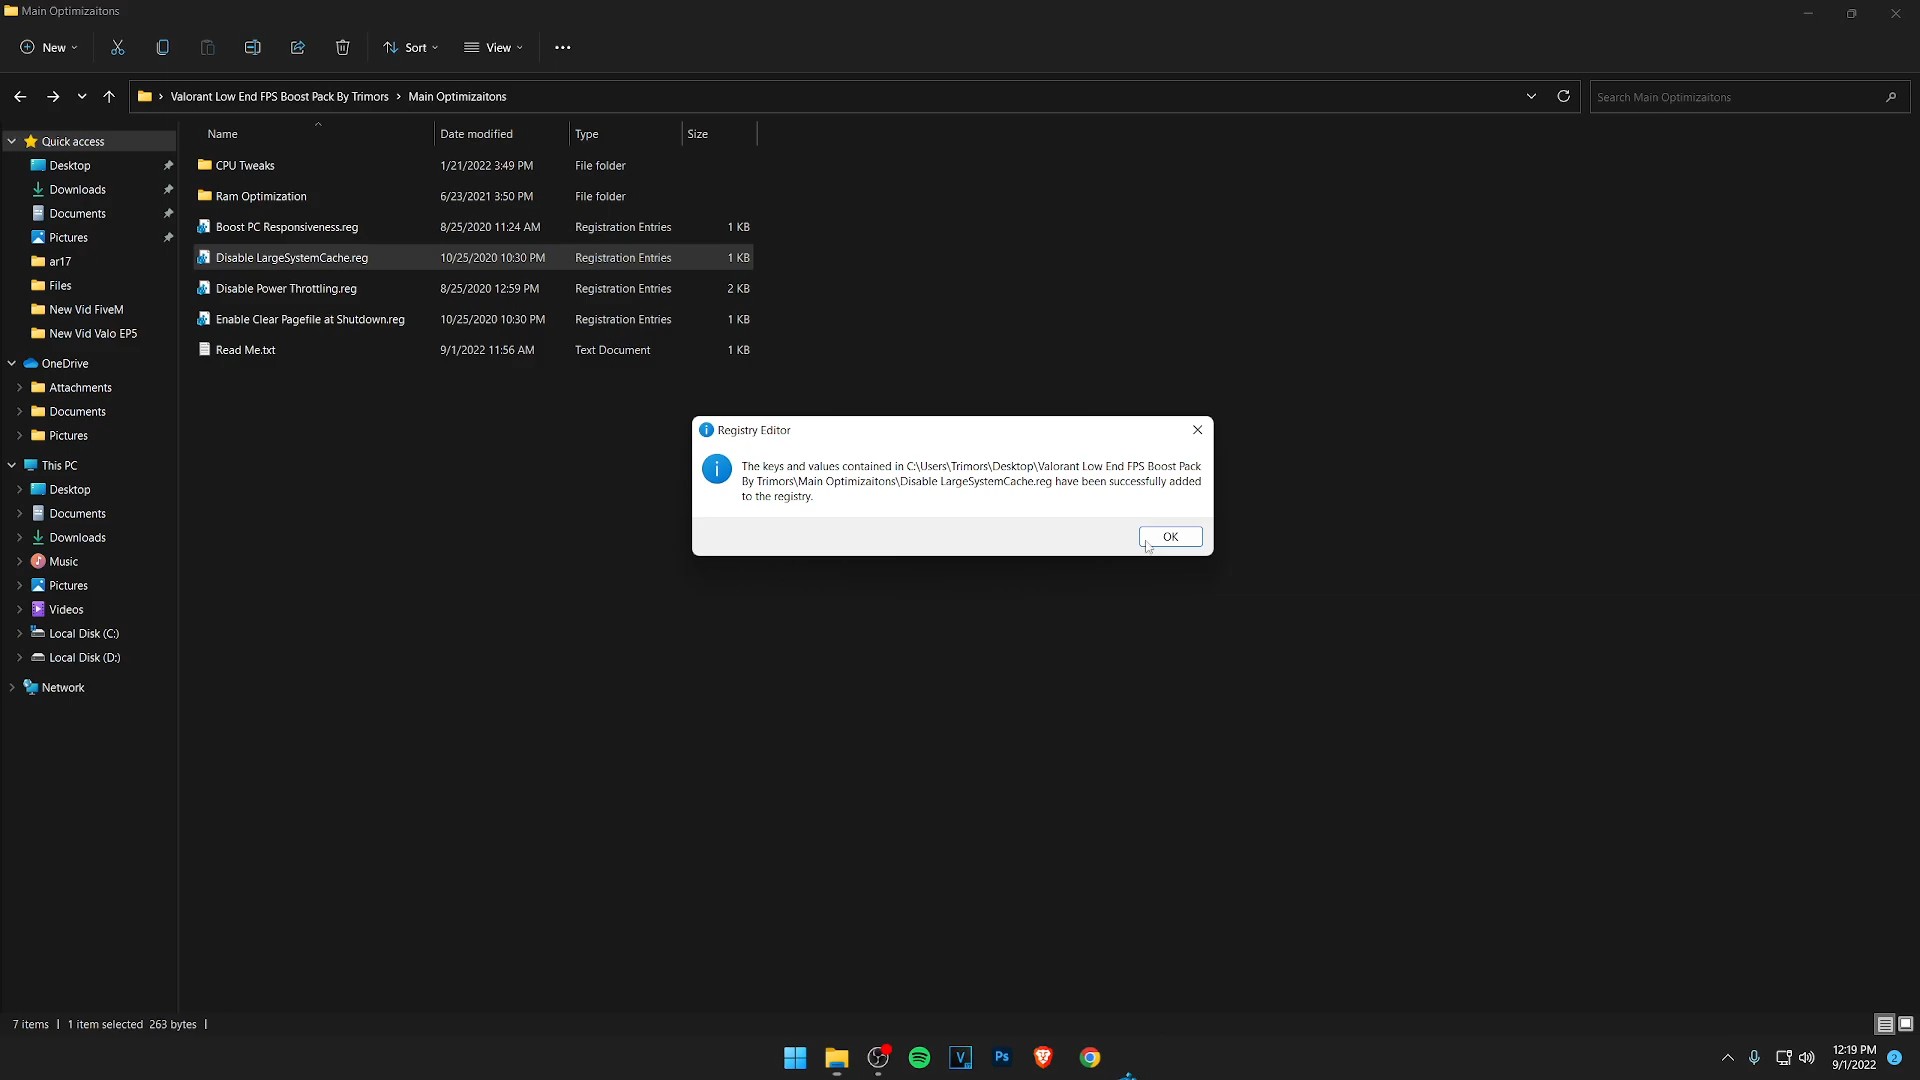 Main Optimizaitons
New
Sort
View
Valorant Low End FPS Boost Pack By Trimors > Main Optimizaitons
Search Main Optimizaitons
Name Date modified Type Size
CPU Tweaks 1/21/2022 3:49 PM File folder
Ram Optimization 6/23/2021 3:50 PM File folder
Boost PC Responsiveness.reg 8/25/2020 11:24 AM Registration Entries 1 KB
Disable LargeSystemCache.reg 10/25/2020 10:30 PM Registration Entries 1 KB
Disable Power Throttling.reg 8/25/2020 12:59 PM Registration Entries 2 KB
Enable Clear Pagefile at Shutdown.reg 10/25/2020 10:30 PM Registration Entries 1 KB
Read Me.txt 9/1/2022 11:56 AM Text Document 1 KB
Quick access
Desktop
Downloads
Documents
Pictures
ar17
Files
New Vid FiveM
New Vid Valo EP5
OneDrive
Attachments
Documents
Pictures
This PC
Desktop
Documents
Downloads
Music
Pictures
Videos
Local Disk (C:)
Local Disk (D:)
Network
Registry Editor
The keys and values contained in C:\Users\Trimors\Desktop\Valorant Low End FPS Boost Pack
By Trimors\Main Optimizaitons\Disable LargeSystemCache.reg have been successfully added
to the registry.
OK
7 items | 1 item selected 263 bytes |
V
Ps
12:19 PM
9/1/2022
2